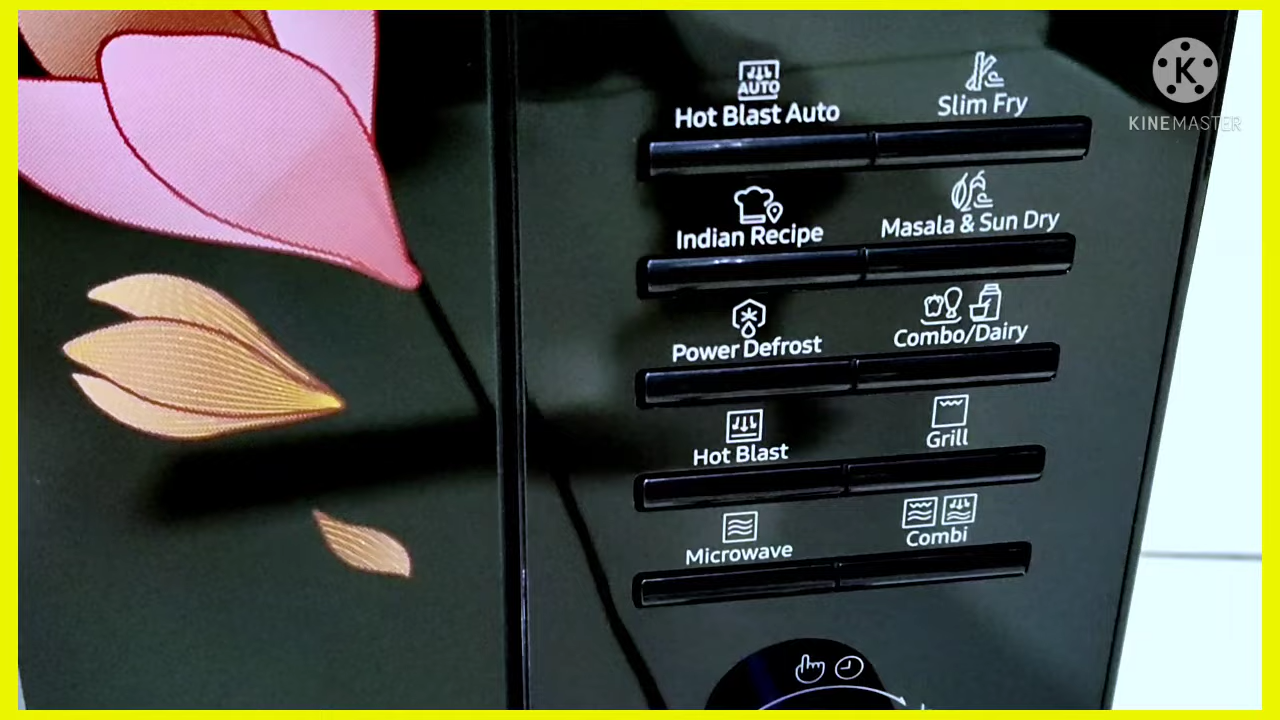 AUTO
Hot Blast Auto
Slim Fry
Indian Recipe
Masala & Sun Dry
Power Defrost
Combo/Dairy
Hot Blast
Grill
Microwave
Combi
K
KINEMASTER